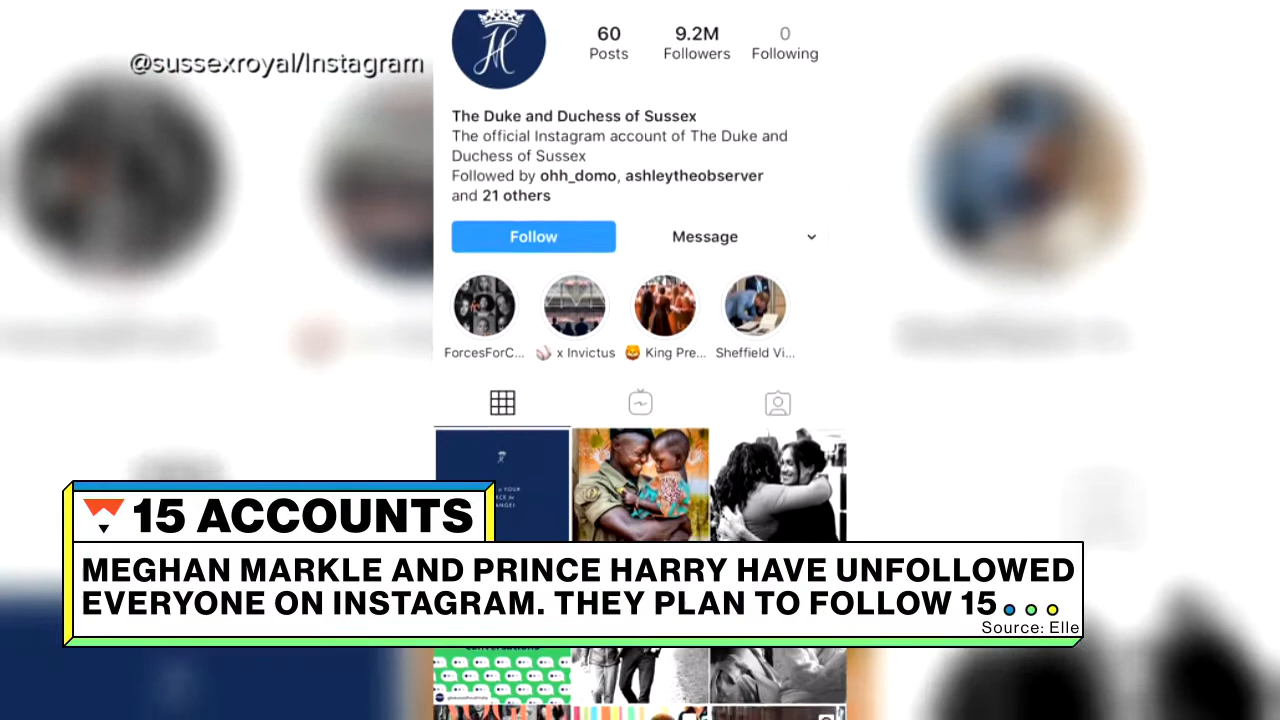 @sussexroyal/Instagram
60 9.2M 0
Posts Followers Following
The Duke and Duchess of Sussex
The official Instagram account of The Duke and
Duchess of Sussex
Followed by ohh_domo, ashleytheobserver
and 21 others
Follow Message
ForcesForC... ⚾ x Invictus 🦁 King Pre... Sheffield Vi...
15 ACCOUNTS
MEGHAN MARKLE AND PRINCE HARRY HAVE UNFOLLOWED
EVERYONE ON INSTAGRAM. THEY PLAN TO FOLLOW 15...
Source: Elle